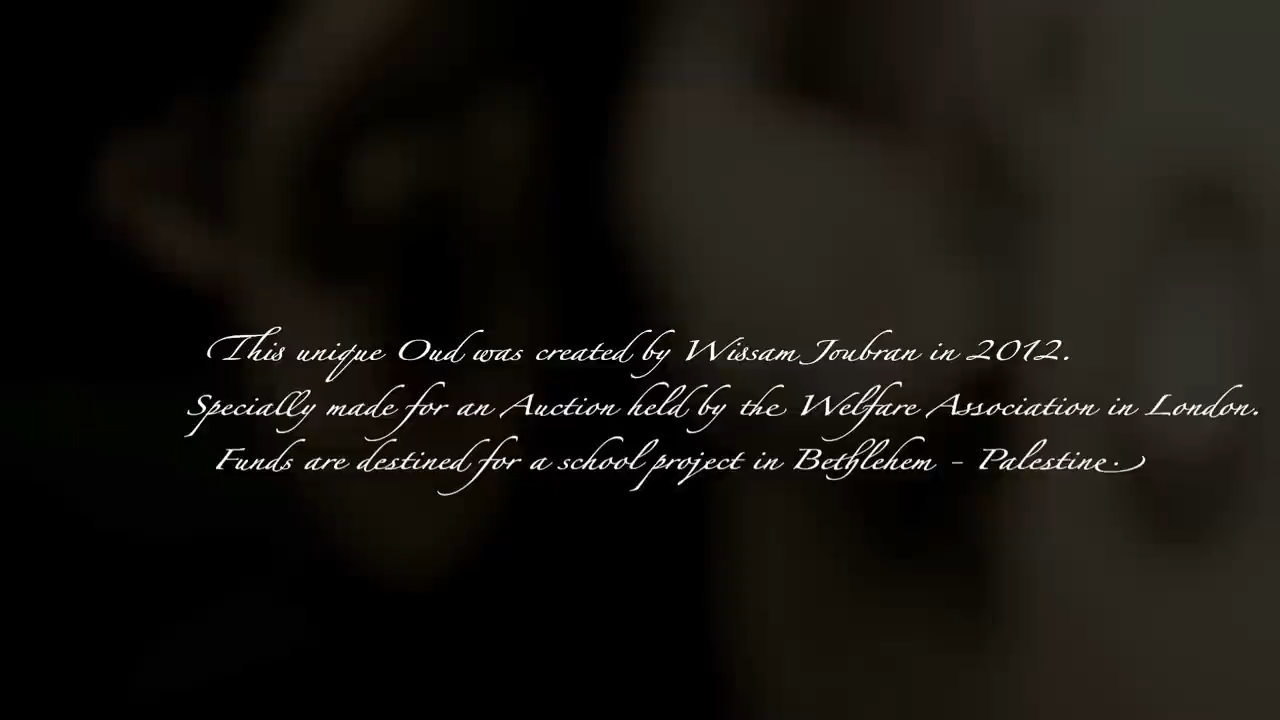 This unique Oud was created by Wissam Joubran in 2012.
Specially made for an Auction held by the Welfare Association in London.
Funds are destined for a school project in Bethlehem - Palestine.